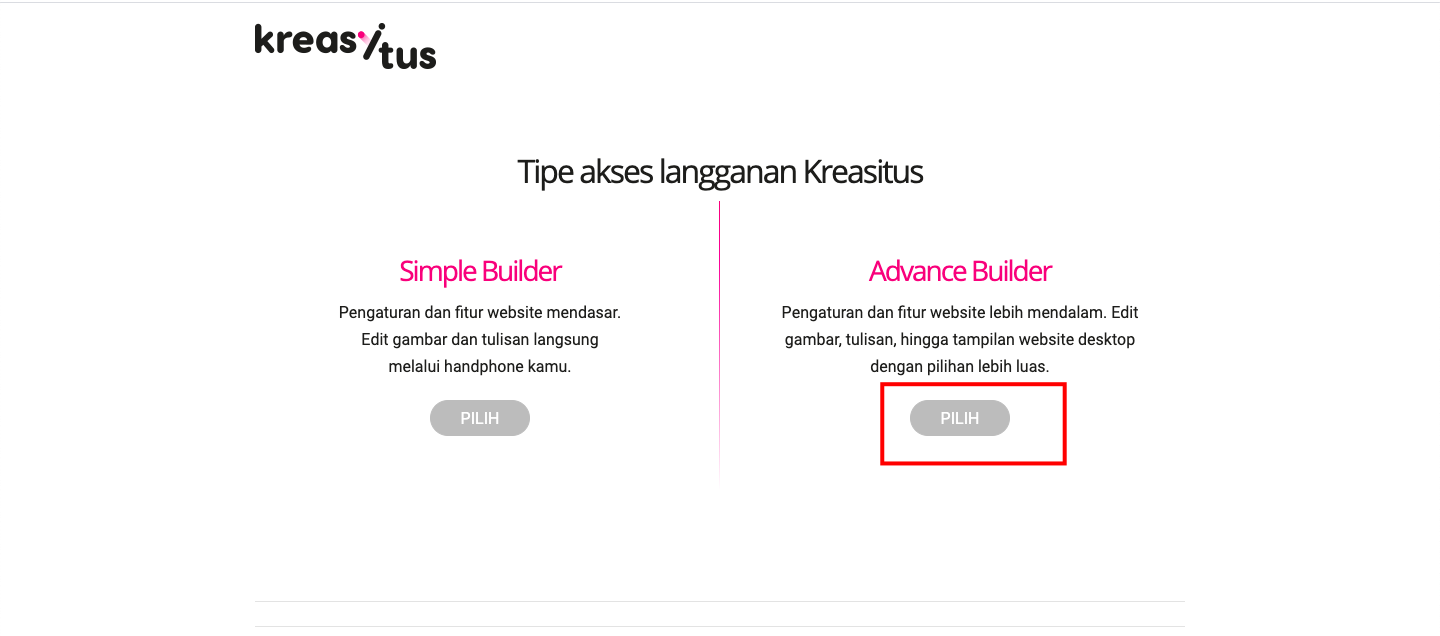 kreasitus
Tipe akses langganan Kreasitus
Simple Builder
Pengaturan dan fitur website mendasar.
Edit gambar dan tulisan langsung
melalui handphone kamu.
PILIH
Advance Builder
Pengaturan dan fitur website lebih mendalam. Edit
gambar, tulisan, hingga tampilan website desktop
dengan pilihan lebih luas.
PILIH